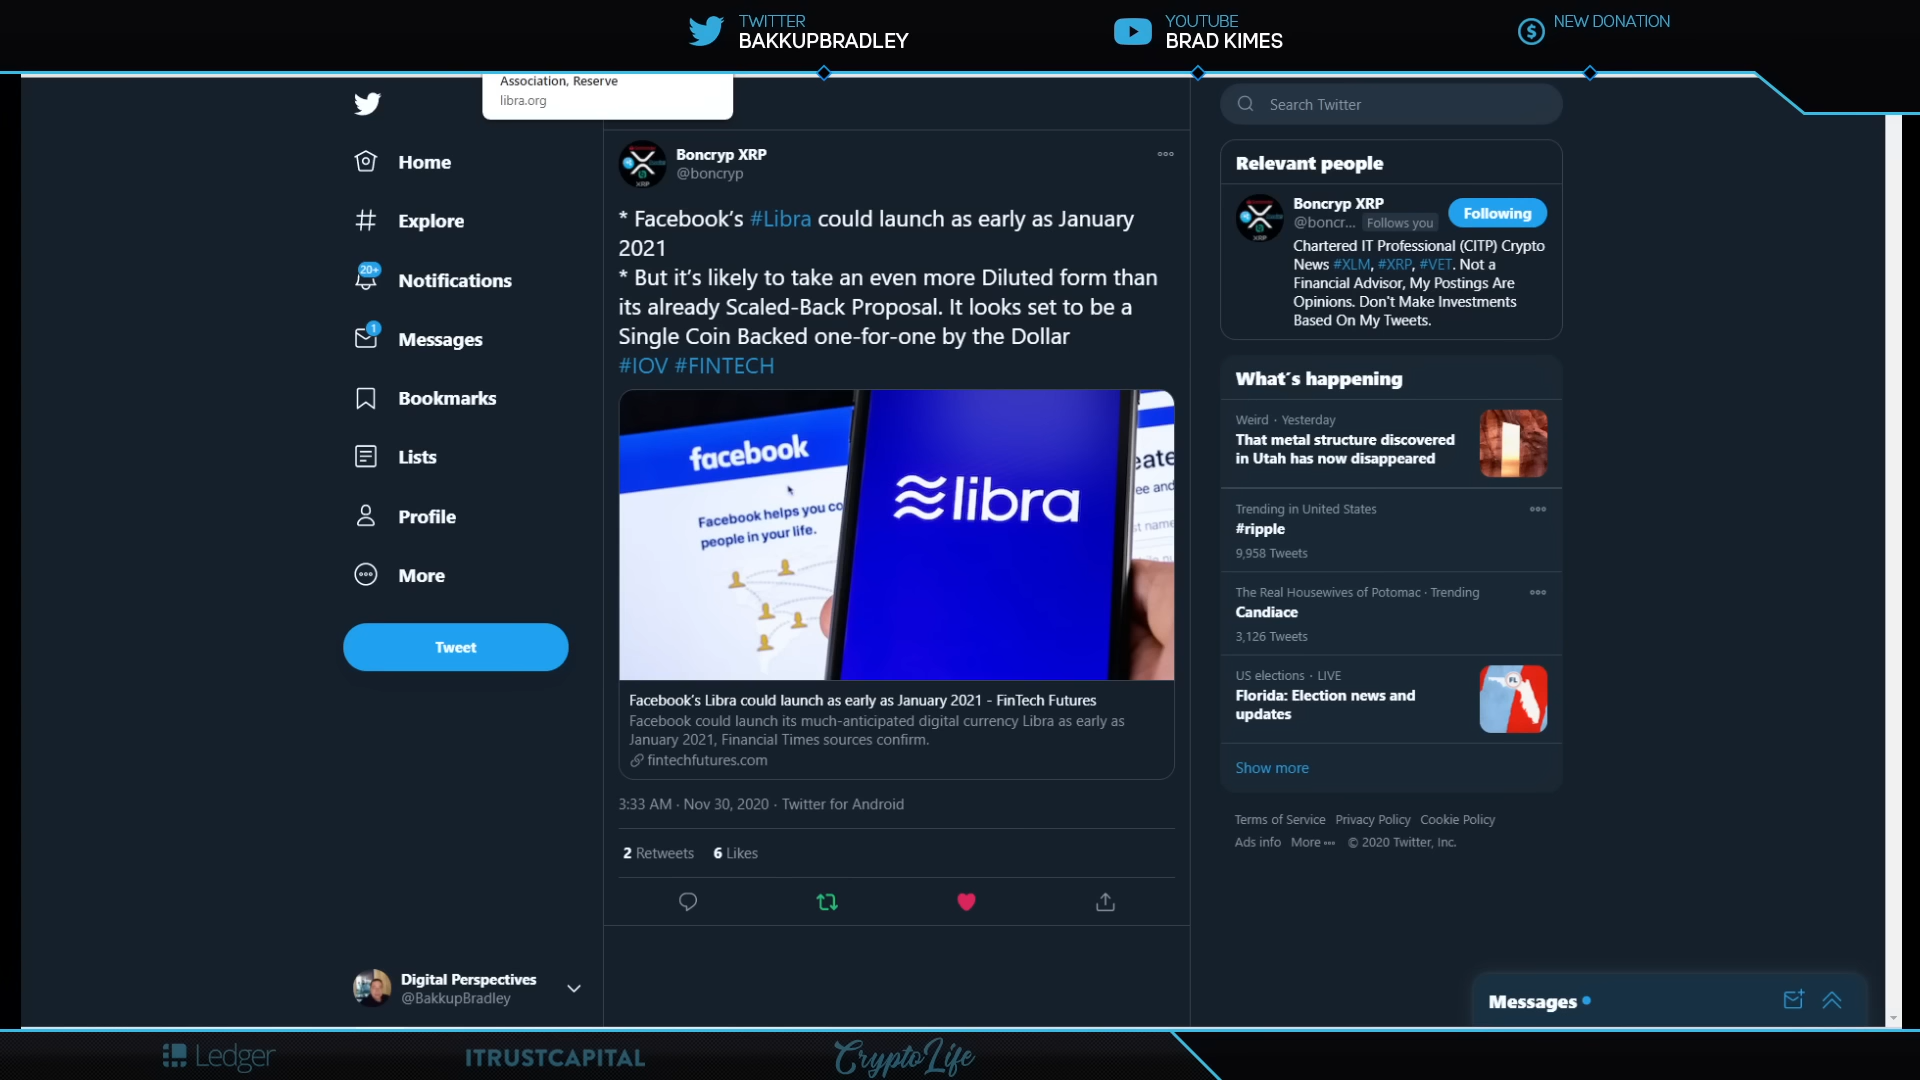 TWITTER
BAKKUPBRADLEY
YOUTUBE
BRAD KIMES
NEW DONATION
Association, Reserve
libra.org
Home
Explore
20+
Notifications
1
Messages
Bookmarks
Lists
Profile
More
Tweet
Digital Perspectives
@BakkupBradley
Boncryp XRP
@boncryp
* Facebook's #Libra could launch as early as January
2021
* But it's likely to take an even more Diluted form than
its already Scaled-Back Proposal. It looks set to be a
Single Coin Backed one-for-one by the Dollar
#IOV #FINTECH
facebook
Facebook helps you co
people in your life.
libra
eate
ee and
st name
Facebook's Libra could launch as early as January 2021 - FinTech Futures
Facebook could launch its much-anticipated digital currency Libra as early as
January 2021, Financial Times sources confirm.
fintechfutures.com
3:33 AM · Nov 30, 2020 · Twitter for Android
2 Retweets 6 Likes
Search Twitter
Relevant people
Boncryp XRP
@boncr... Follows you
Following
Chartered IT Professional (CITP) Crypto
News #XLM, #XRP, #VET. Not a
Financial Advisor, My Postings Are
Opinions. Don't Make Investments
Based On My Tweets.
What's happening
Weird · Yesterday
That metal structure discovered
in Utah has now disappeared
Trending in United States
#ripple
9,958 Tweets
The Real Housewives of Potomac · Trending
Candiace
3,126 Tweets
US elections · LIVE
Florida: Election news and
updates
FL
Show more
Terms of Service Privacy Policy Cookie Policy
Ads info More ··· © 2020 Twitter, Inc.
Messages
Ledger
ITRUSTCAPITAL
CryptoLife